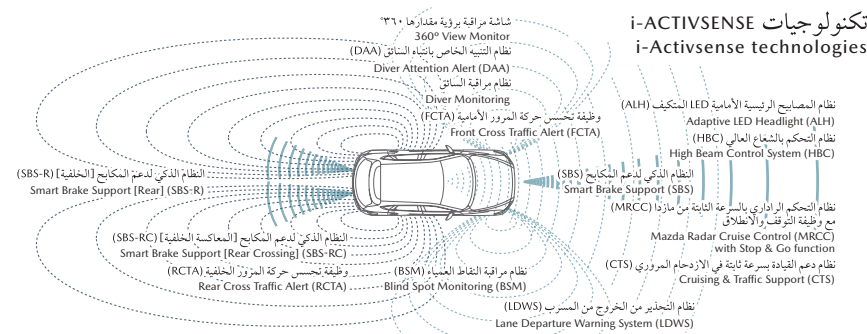 تكنولوجيات i-ACTIVSENSE
i-Activsense technologies
شاشة مراقبة برؤية مقدارها ٣٦٠°
360º View Monitor
نظام التنبيه الخاص بانتباه السائق (DAA)
Diver Attention Alert (DAA)
نظام مراقبة السائق
Diver Monitoring
وظيفة تحسس حركة المرور الأمامية (FCTA)
Front Cross Traffic Alert (FCTA)
نظام المصابيح الرئيسية الأمامية LED المتكيف (ALH)
Adaptive LED Headlight (ALH)
نظام التحكم بالشعاع العالي (HBC)
High Beam Control System (HBC)
النظام الذكي لدعم المكابح (SBS)
Smart Brake Support (SBS)
النظام الذكي لدعم المكابح [الخلفية] (SBS-R)
Smart Brake Support [Rear] (SBS-R)
نظام التحكم الراداري بالسرعة الثابتة من مازدا (MRCC)
مع وظيفة التوقف والانطلاق
Mazda Radar Cruise Control (MRCC)
with Stop & Go function
النظام الذكي لدعم المكابح [المعاكسة الخلفية] (SBS-RC)
Smart Brake Support [Rear Crossing] (SBS-RC)
وظيفة تحسس حركة المرور الخلفية (RCTA)
Rear Cross Traffic Alert (RCTA)
نظام مراقبة النقاط العمياء (BSM)
Blind Spot Monitoring (BSM)
نظام دعم القيادة بسرعة ثابتة في الازدحام المروري (CTS)
Cruising & Traffic Support (CTS)
نظام التحذير من الخروج من المسرب (LDWS)
Lane Departure Warning System (LDWS)